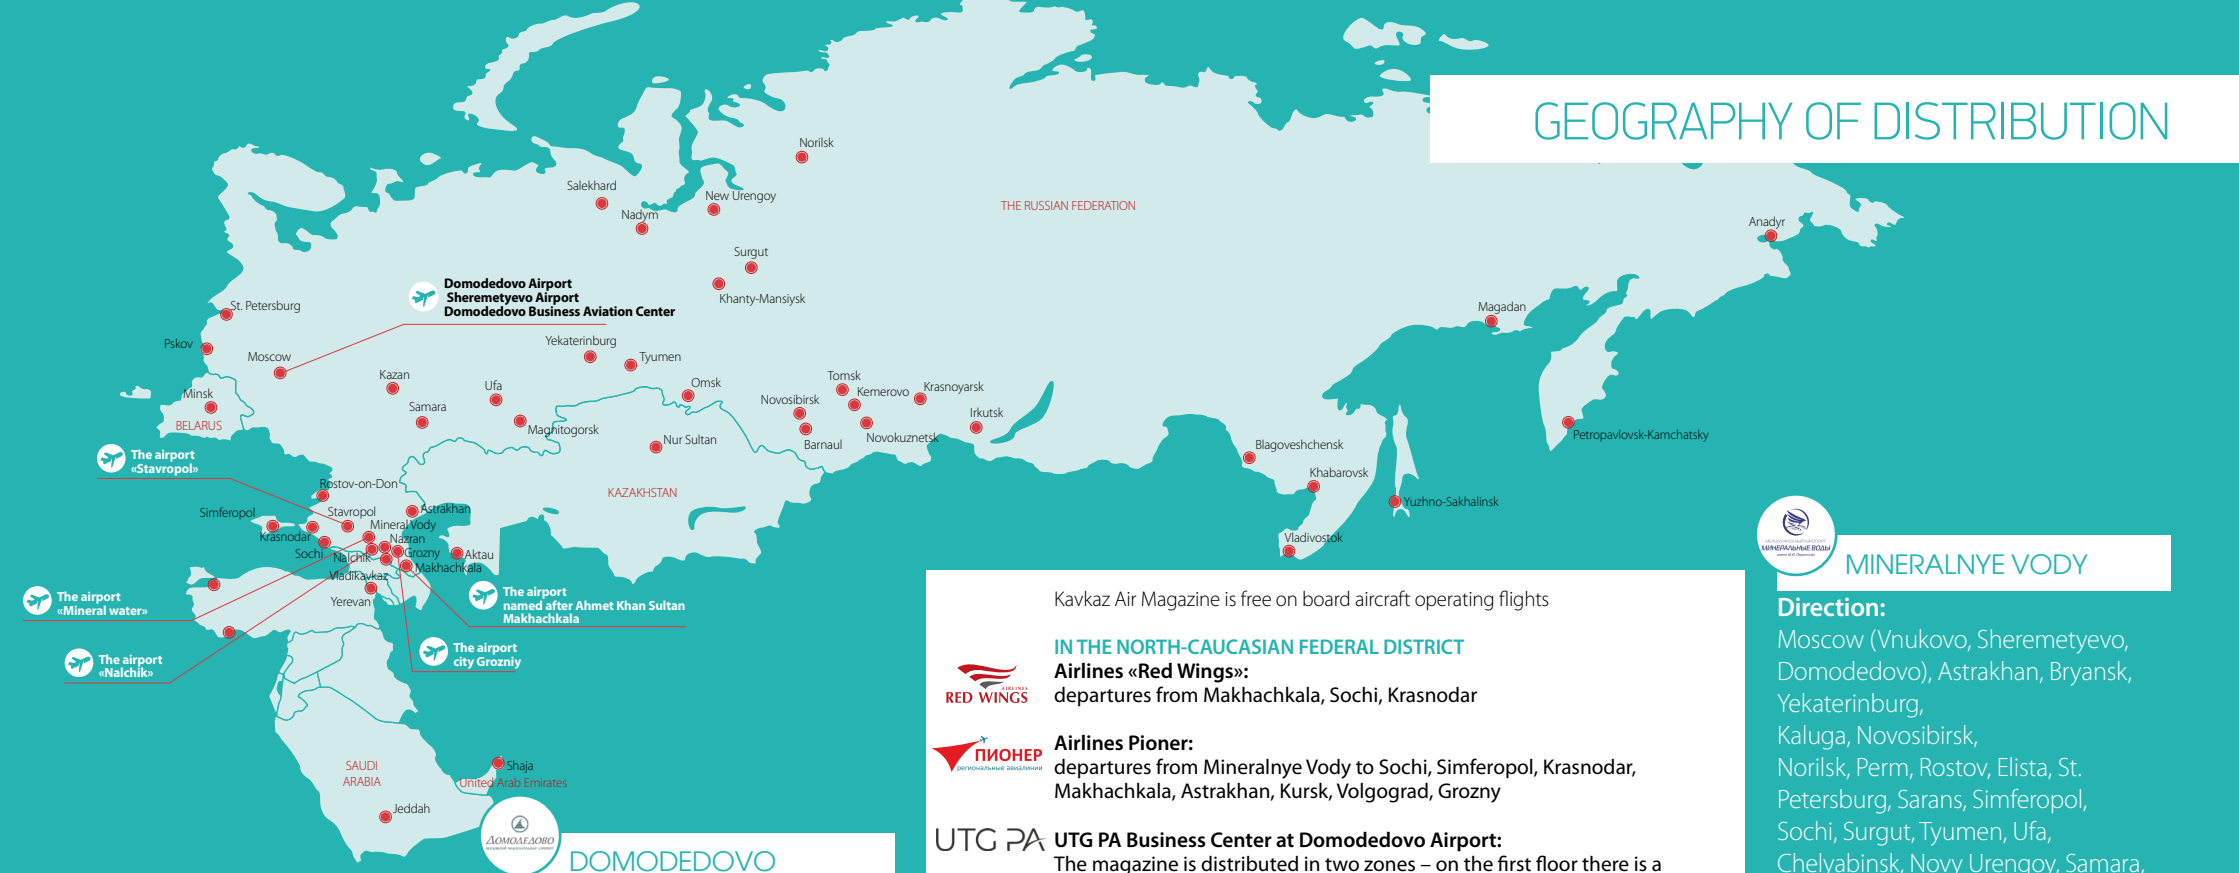 GEOGRAPHY OF DISTRIBUTION
Norilsk
Salekhard
New Urengoy
Nadym
THE RUSSIAN FEDERATION
Anadyr
Surgut
Khanty-Mansiysk
Domodedovo Airport
Sheremetyevo Airport
Domodedovo Business Aviation Center
St. Petersburg
Magadan
Pskov
Moscow
Yekaterinburg
Tyumen
Kazan
Ufa
Omsk
Tomsk
Kemerovo
Krasnoyarsk
Minsk
Samara
Novosibirsk
Irkutsk
BELARUS
Magnitogorsk
Nur Sultan
Barnaul
Novokuznetsk
Petropavlovsk-Kamchatsky
Blagoveshchensk
The airport
«Stavropol»
Khabarovsk
Rostov-on-Don
KAZAKHSTAN
Yuzhno-Sakhalinsk
Simferopol
Stavropol
Astrakhan
Mineral Vody
Krasnodar
Nazran
Sochi
Nalchik
Grozny
Aktau
Vladivostok
Makhachkala
Vladikavkaz
Yerevan
The airport
«Mineral water»
The airport
named after Ahmet Khan Sultan
Makhachkala
The airport
city Grozniy
The airport
«Nalchik»
SAUDI
ARABIA
Shaja
United Arab Emirates
Jeddah
ДОМОДЕДОВО
DOMODEDOVO
Kavkaz Air Magazine is free on board aircraft operating flights
IN THE NORTH-CAUCASIAN FEDERAL DISTRICT
AIRLINES
RED WINGS
Airlines «Red Wings»:
departures from Makhachkala, Sochi, Krasnodar
ПИОНЕР
региональные авиалинии
Airlines Pioner:
departures from Mineralnye Vody to Sochi, Simferopol, Krasnodar,
Makhachkala, Astrakhan, Kursk, Volgograd, Grozny
UTG PA
UTG PA Business Center at Domodedovo Airport:
The magazine is distributed in two zones – on the first floor there is a
МИНЕРАЛЬНЫЕ ВОДЫ
MINERALNYE VODY
Direction:
Moscow (Vnukovo, Sheremetyevo,
Domodedovo), Astrakhan, Bryansk,
Yekaterinburg,
Kaluga, Novosibirsk,
Norilsk, Perm, Rostov, Elista, St.
Petersburg, Sarans, Simferopol,
Sochi, Surgut, Tyumen, Ufa,
Chelyabinsk, Novy Urengoy, Samara,